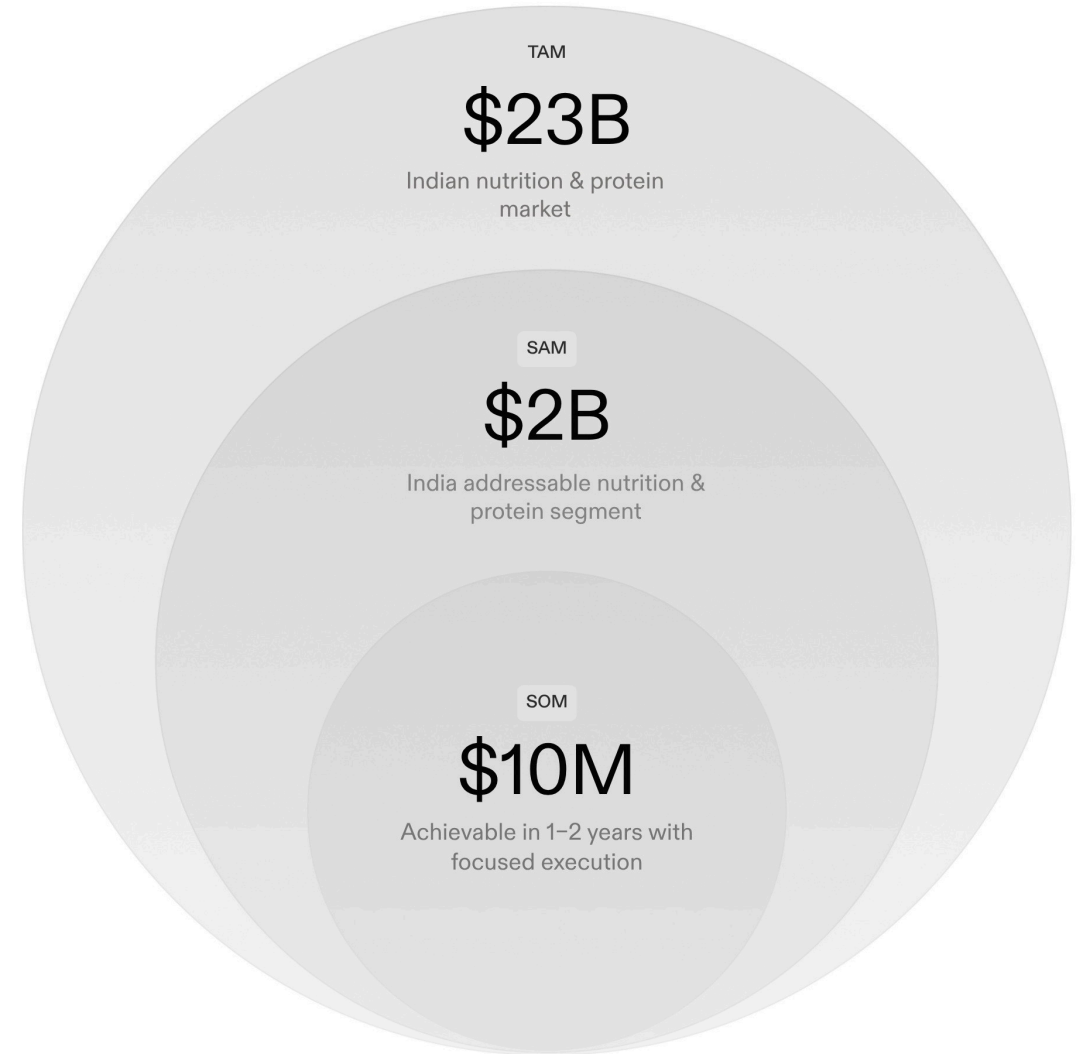 TAM
$23B
Indian nutrition & protein
market
SAM
$2B
India addressable nutrition &
protein segment
SOM
$10M
Achievable in 1–2 years with
focused execution